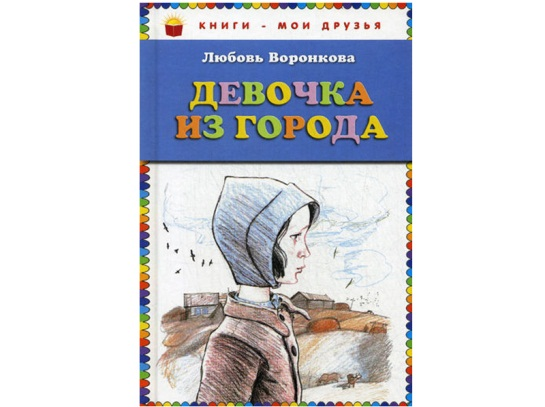 КНИГИ - МОИ ДРУЗЬЯ
Любовь Воронкова
ДЕВОЧКА
ИЗ ГОРОДА